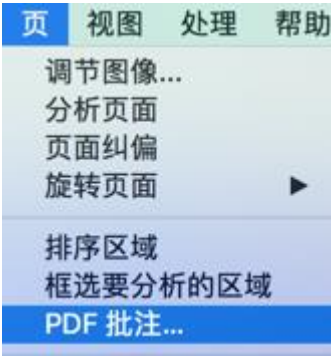 页 视图 处理 帮助
调节图像...
分析页面
页面纠偏
旋转页面
排序区域
框选要分析的区域
PDF 批注...